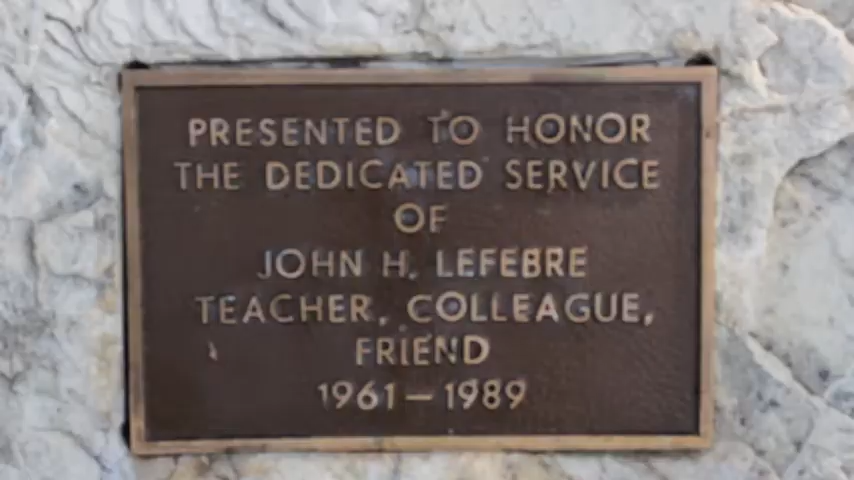 PRESENTED TO HONOR
THE DEDICATED SERVICE
OF
JOHN H. LEFEBRE
TEACHER, COLLEAGUE,
FRIEND
1961—1989